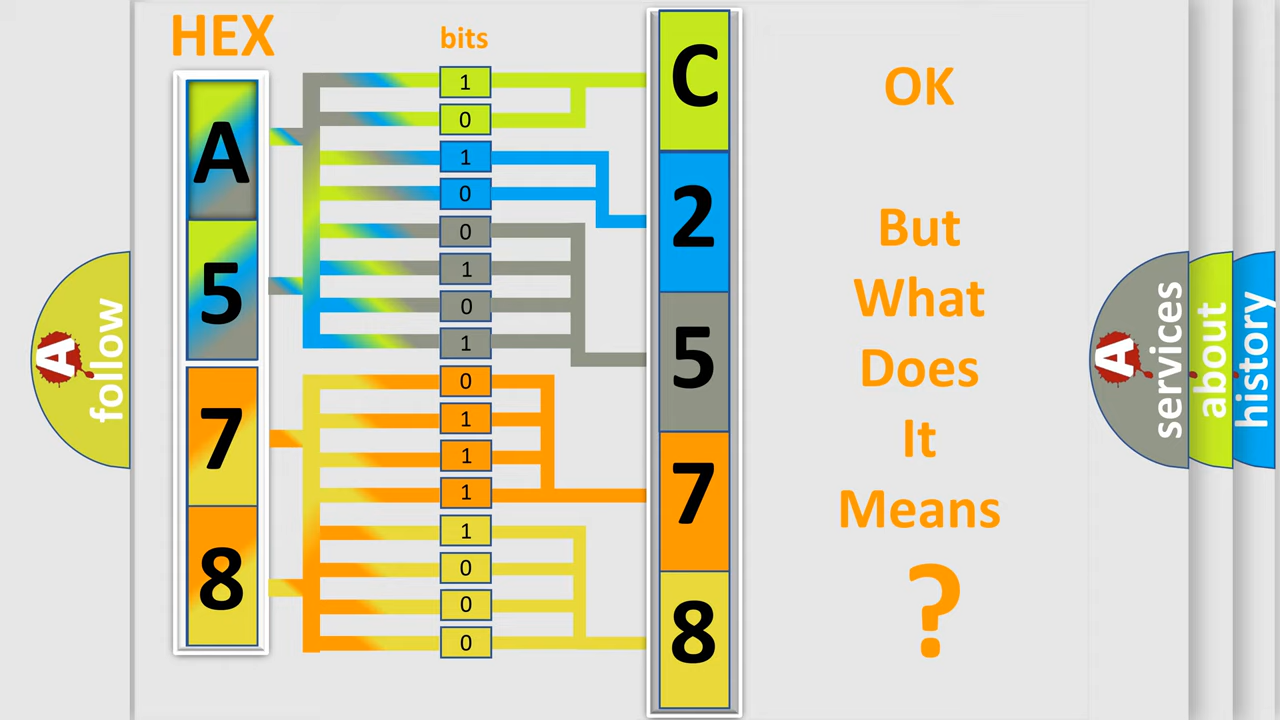 HEX
bits
A
5
7
8
1
0
1
0
0
1
0
1
0
1
1
1
1
0
0
0
C
2
5
7
8
OK
But
What
Does
It
Means
?
A
follow
A
services
about
history